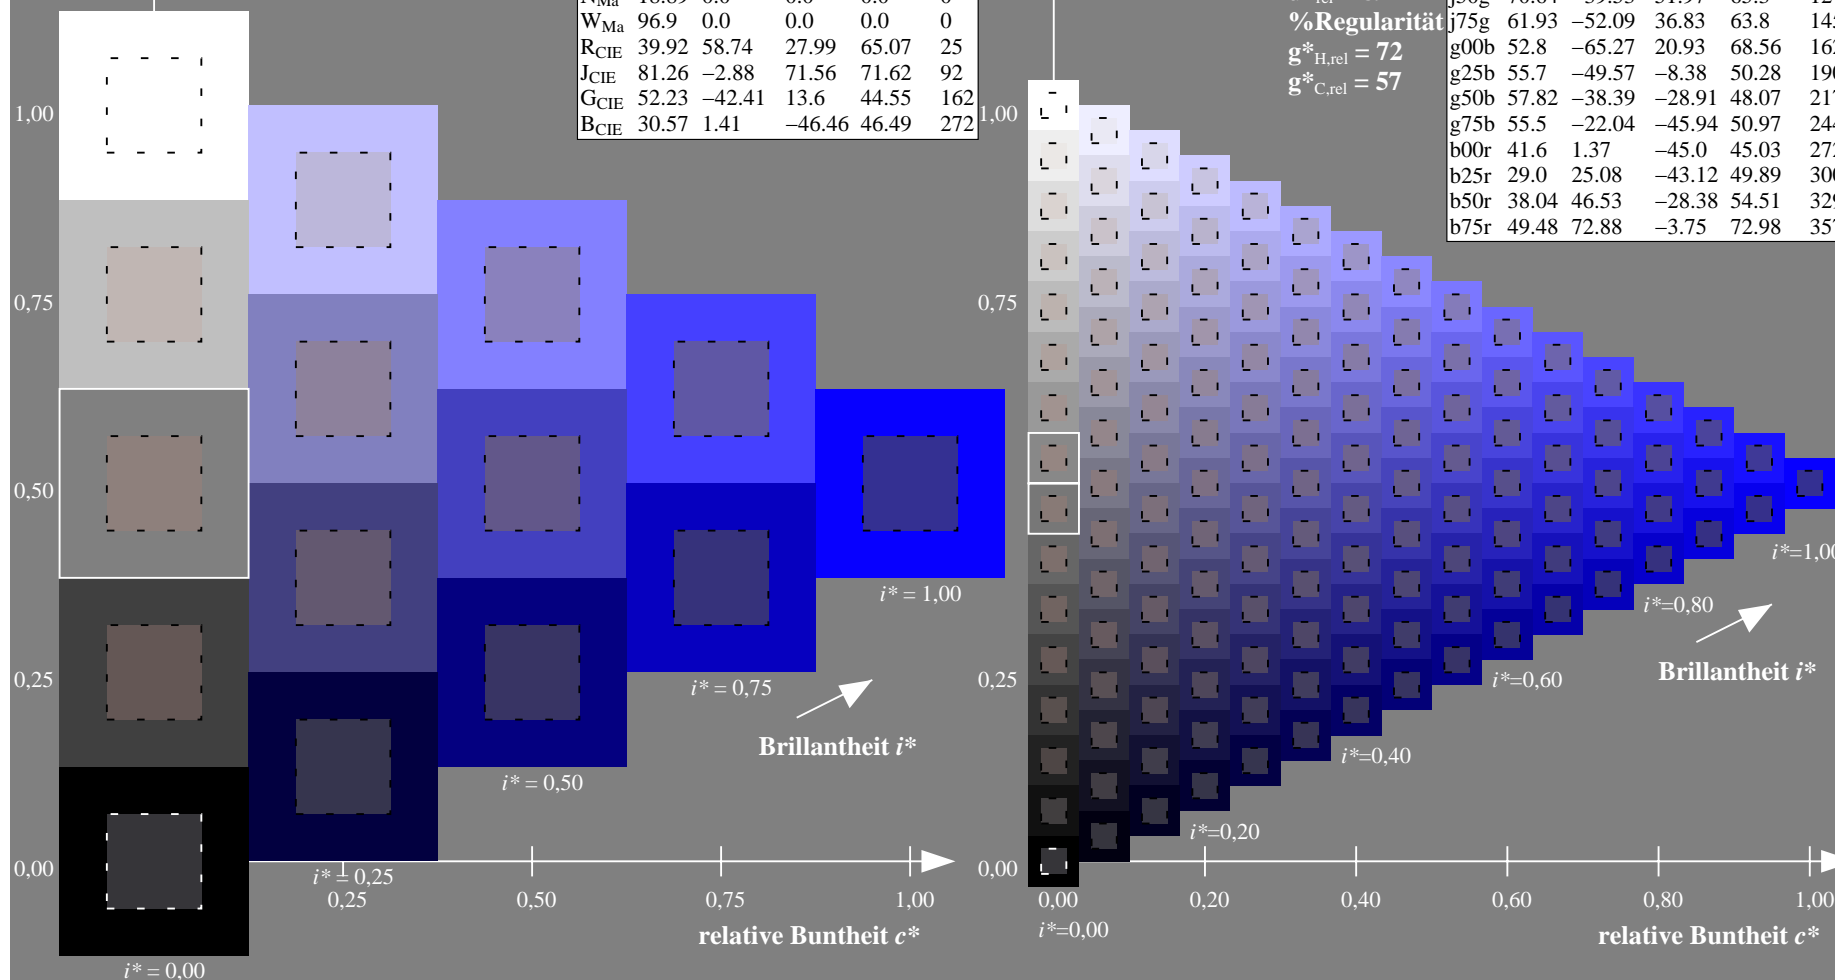 W_Ma 96.9 0.0 0.0 0.0 0
R_CIE 39.92 58.74 27.99 65.07 25
J_CIE 81.26 −2.88 71.56 71.62 92
G_CIE 52.23 −42.41 13.6 44.55 162
B_CIE 30.57 1.41 −46.46 46.49 272
%Regularität
g*_H,rel = 72
g*_C,rel = 57
j75g 61.93 −52.09 36.83 63.8
g00b 52.8 −65.27 20.93 68.56
g25b 55.7 −49.57 −8.38 50.28
g50b 57.82 −38.39 −28.91 48.07
g75b 55.5 −22.04 −45.94 50.97
b00r 41.6 1.37 −45.0 45.03
b25r 29.0 25.08 −43.12 49.89
b50r 38.04 46.53 −28.38 54.51
b75r 49.48 72.88 −3.75 72.98
1,00
0,75
0,50
0,25
0,00
i* = 1,00
i* = 0,75
Brillantheit i*
i* = 0,50
i* = 0,25
0,25 0,50 0,75 1,00
relative Buntheit c*
i* = 0,00
1,00
0,75
0,25
0,00
i*=1,00
i*=0,80
Brillantheit i*
i*=0,60
i*=0,40
i*=0,20
0,00 0,20 0,40 0,60 0,80 1,00
i*=0,00
relative Buntheit c*